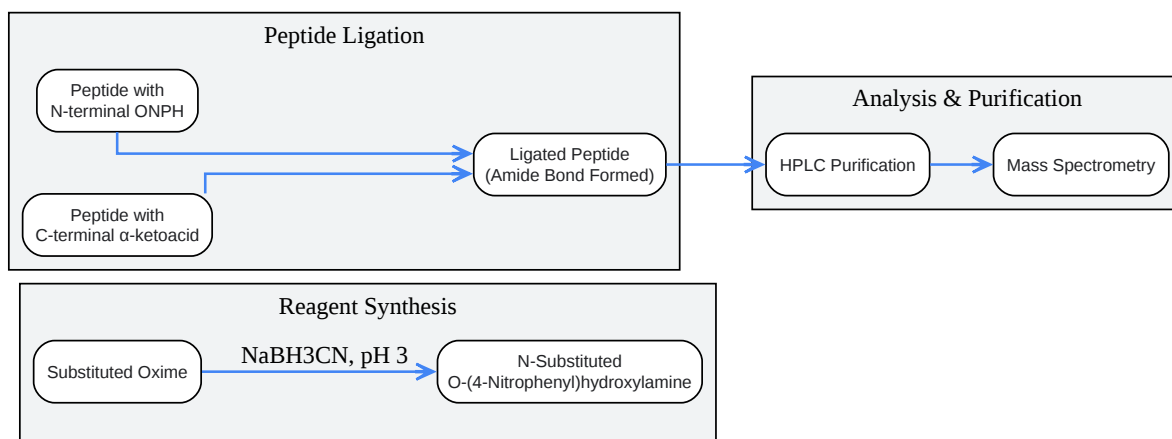 Peptide Ligation
Peptide with
N-terminal ONPH
Peptide with
C-terminal α-ketoacid
Ligated Peptide
(Amide Bond Formed)
Analysis & Purification
HPLC Purification
Mass Spectrometry
Reagent Synthesis
Substituted Oxime
NaBH3CN, pH 3
N-Substituted
O-(4-Nitrophenyl)hydroxylamine